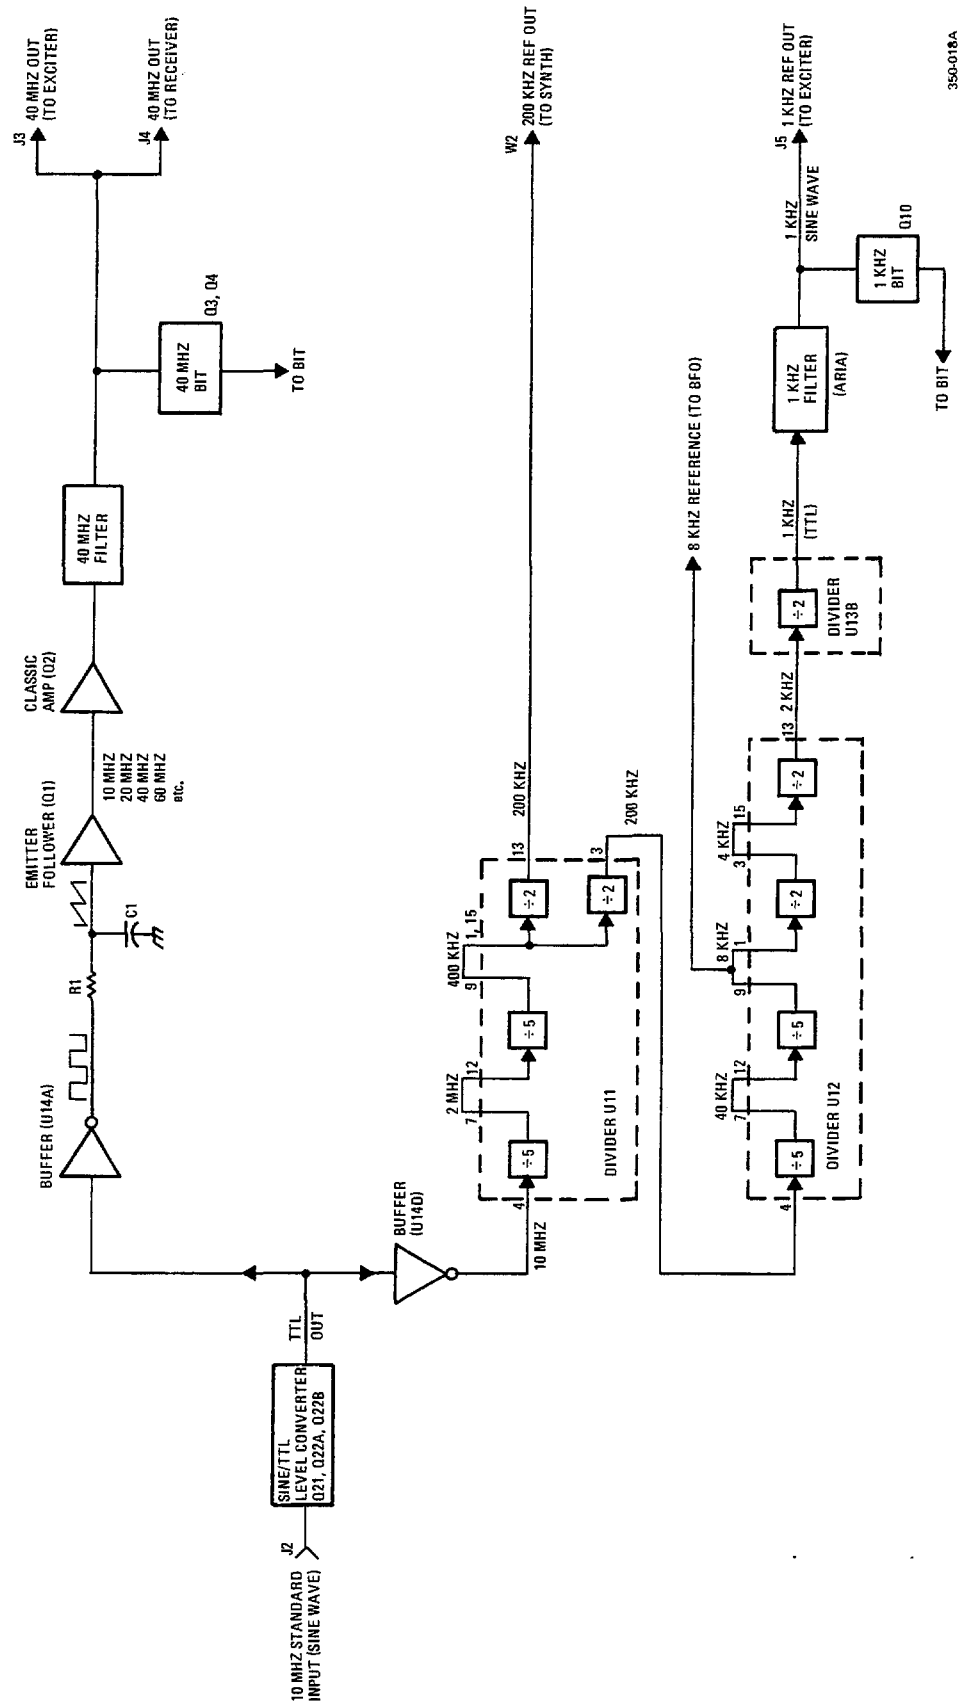 10 MHZ STANDARD
INPUT (SINE WAVE)
J2
SINE/TTL
LEVEL CONVERTER
Q21, Q22A, Q22B
TTL
OUT
BUFFER (U14A)
R1
C1
EMITTER
FOLLOWER (Q1)
10 MHZ
20 MHZ
40 MHZ
60 MHZ
etc.
CLASSIC
AMP (Q2)
40 MHZ
FILTER
40 MHZ
BIT
Q3, Q4
TO BIT
J3
40 MHZ OUT
(TO EXCITER)
J4
40 MHZ OUT
(TO RECEIVER)
BUFFER
(U14D)
10 MHZ
4
÷5
7
2 MHZ
12
÷5
9
400 KHZ
1, 15
÷2
13
200 KHZ
÷2
3
200 KHZ
DIVIDER U11
W2
200 KHZ REF OUT
(TO SYNTH)
4
÷5
7
40 KHZ
12
÷5
9
8 KHZ
1
÷2
3
4 KHZ
15
÷2
13
2 KHZ
DIVIDER U12
8 KHZ REFERENCE (TO BFO)
÷2
DIVIDER
U13B
1 KHZ
(TTL)
1 KHZ
FILTER
(ARIA)
1 KHZ
SINE WAVE
1 KHZ
BIT
Q10
TO BIT
J5
1 KHZ REF OUT
(TO EXCITER)
350-018A